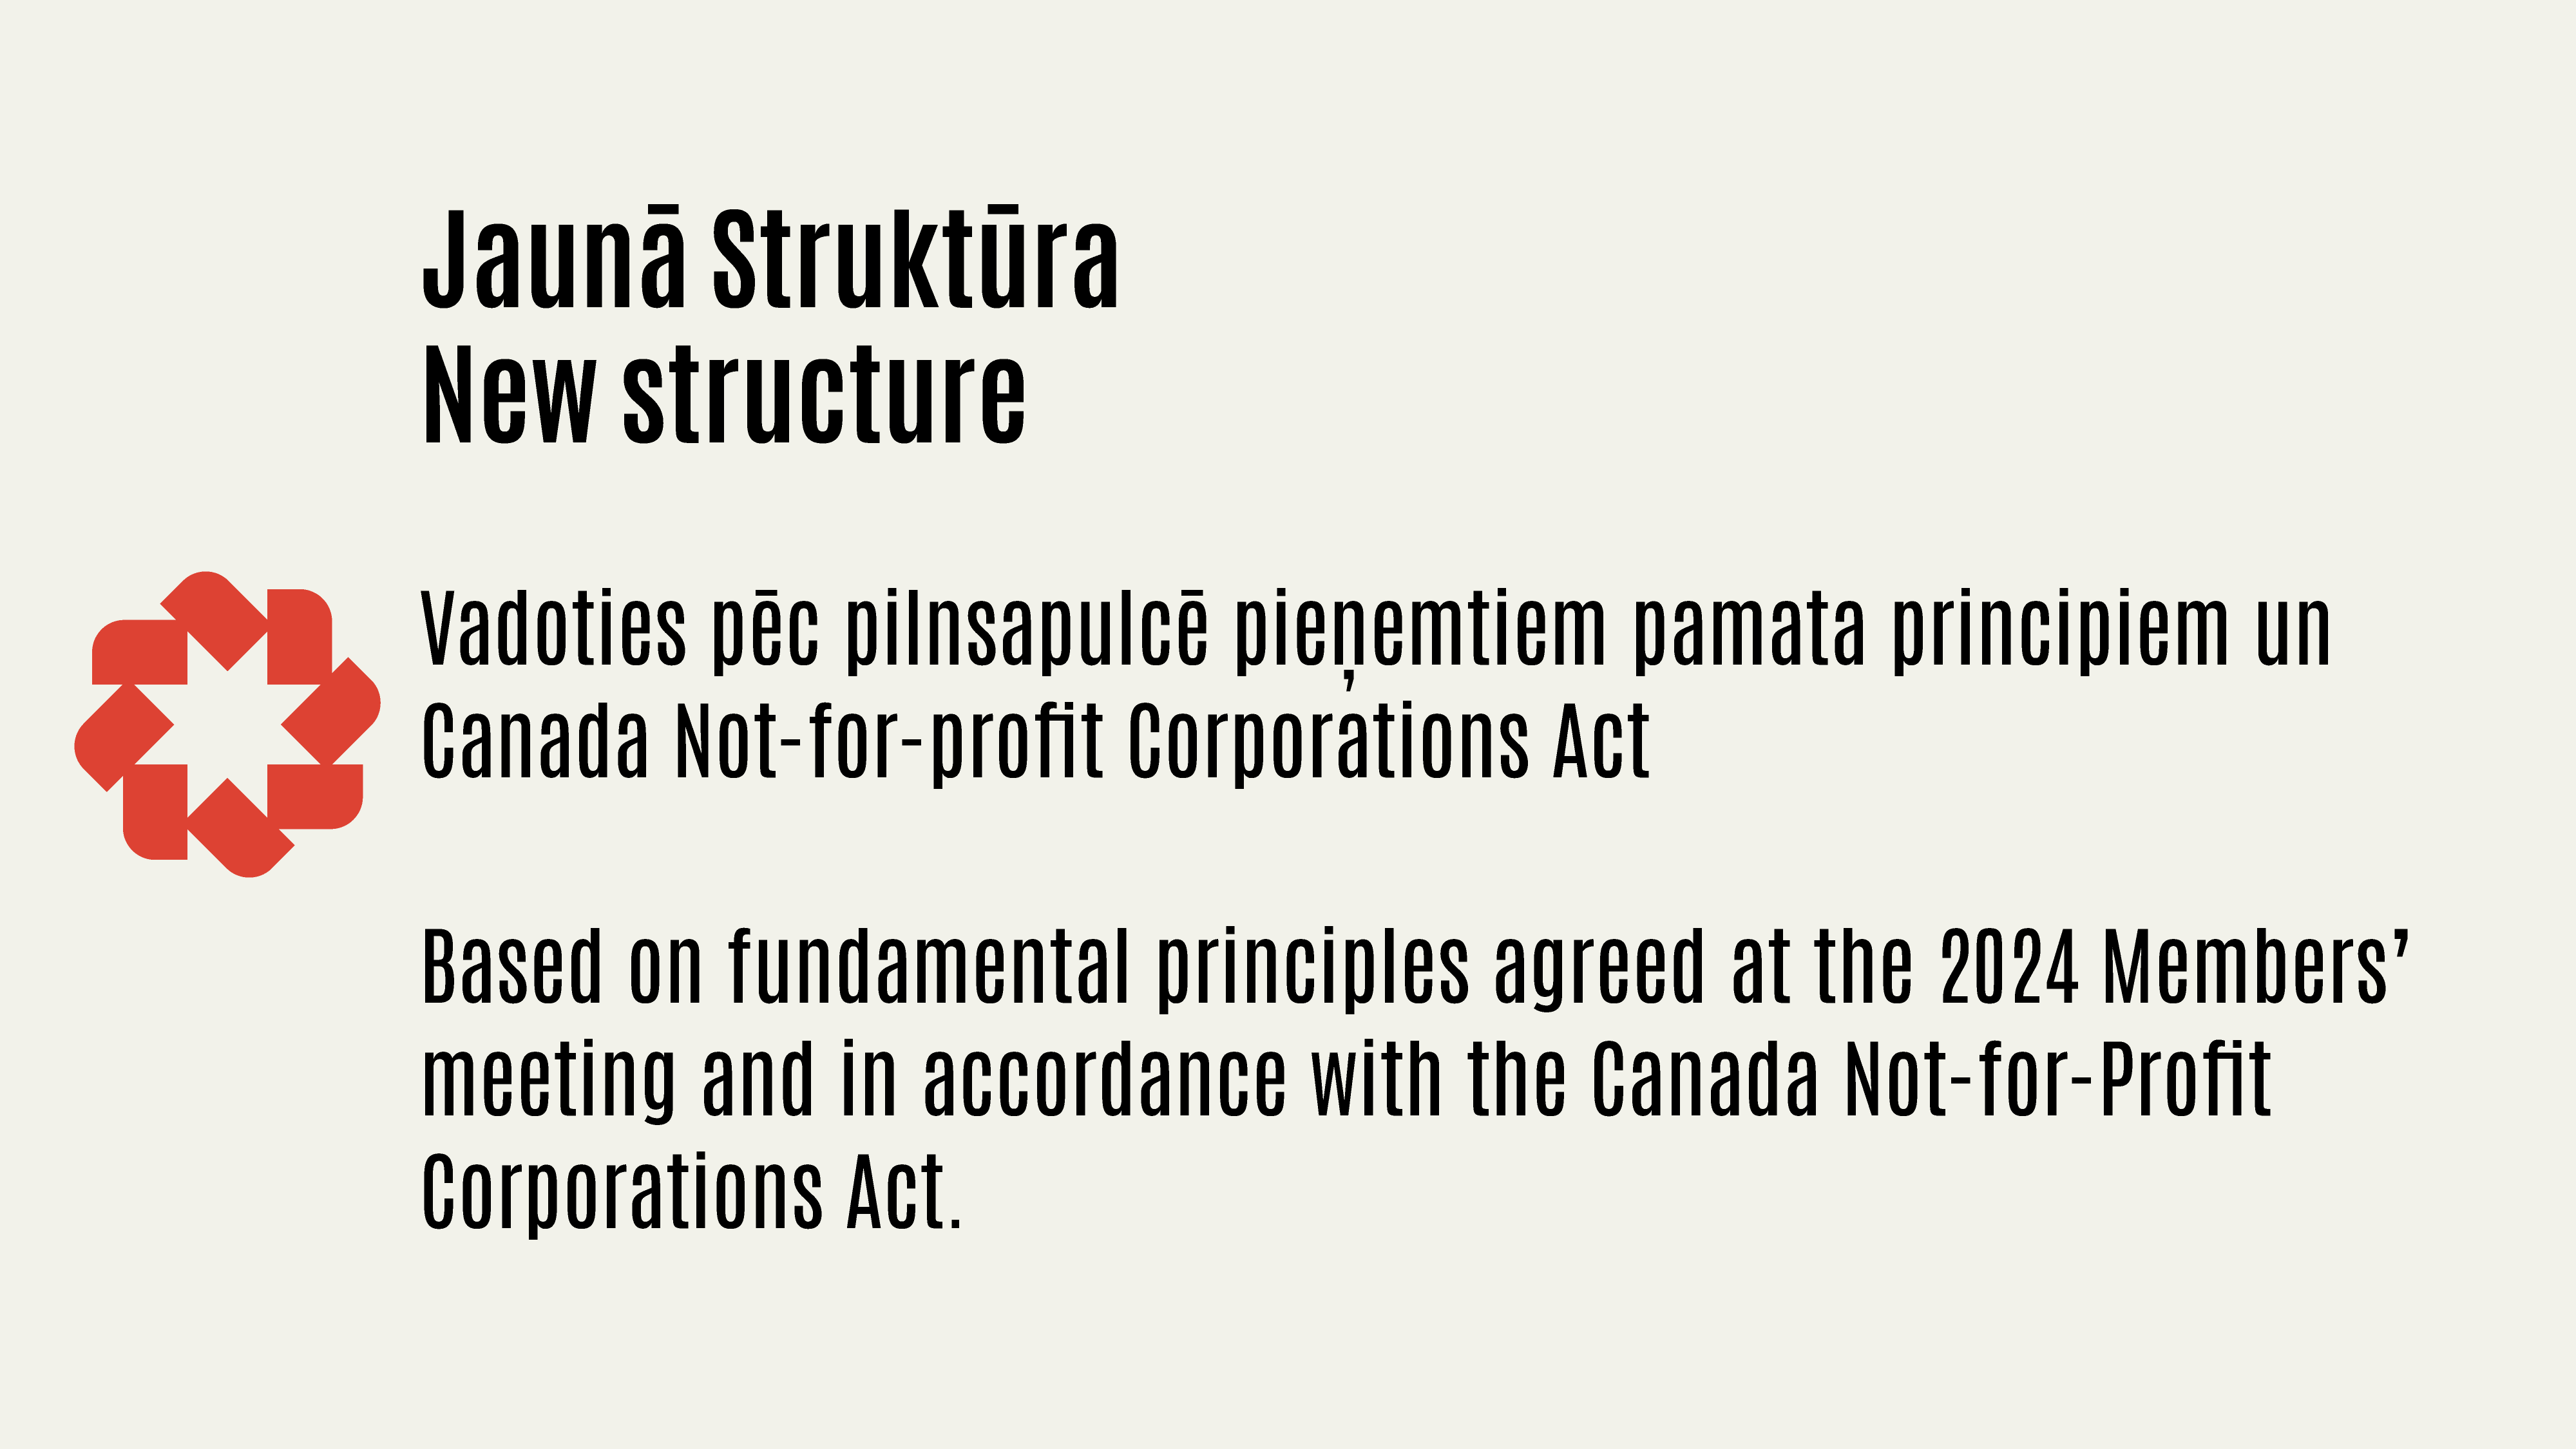 Jaunā Struktūra
New structure
Vadoties pēc pilnsapulcē pieņemtiem pamata principiem un
Canada Not-for-profit Corporations Act
Based on fundamental principles agreed at the 2024 Members’
meeting and in accordance with the Canada Not-for-Profit
Corporations Act.